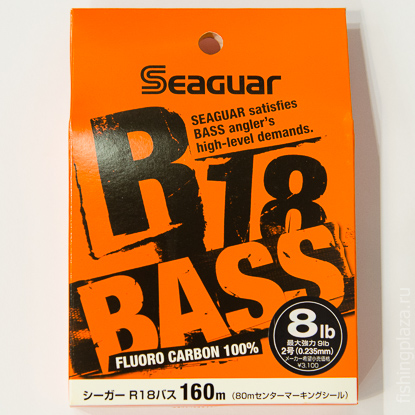 Seaguar
SEAGUAR satisfies
BASS angler's
high-level demands.
R18
BASS
FLUORO CARBON 100%
8lb
最大強力 9lb
2号(0.235mm)
メーカー希望小売価格
¥3,100
シーガー R18バス 160m (80mセンターマーキングシール)
fishingplaza.ru